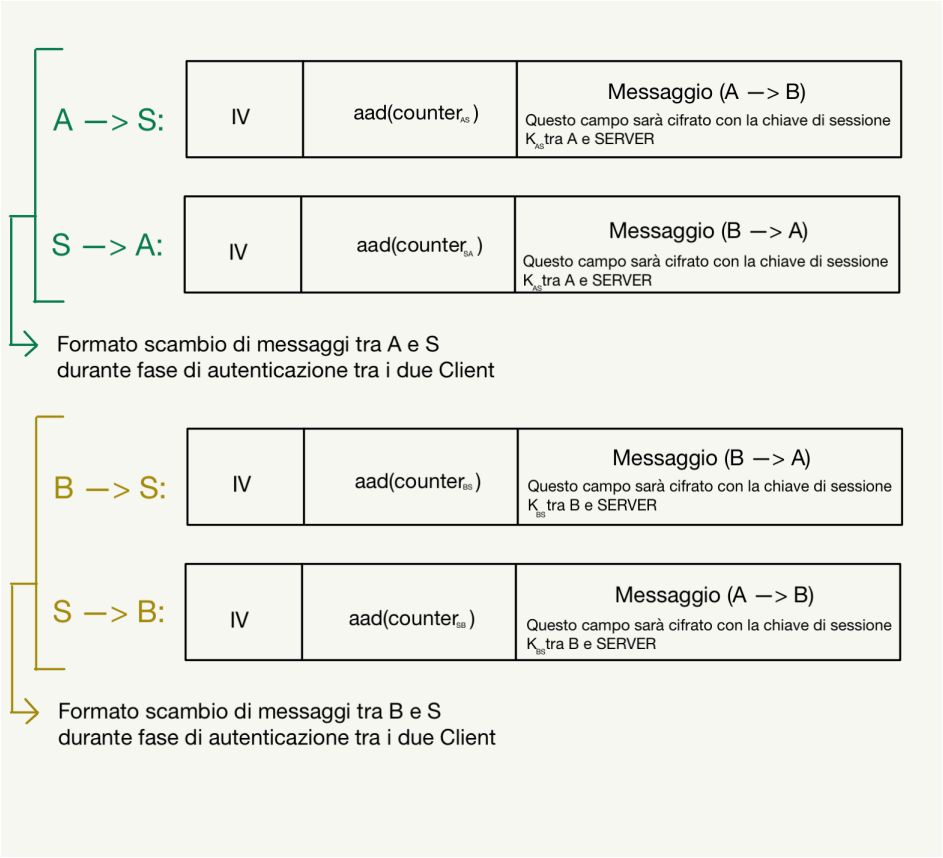 A —> S:
IV
aad(counterAS)
Messaggio (A —> B)
Questo campo sarà cifrato con la chiave di sessione
KAS tra A e SERVER
S —> A:
IV
aad(counterSA)
Messaggio (B —> A)
Questo campo sarà cifrato con la chiave di sessione
KAS tra A e SERVER
Formato scambio di messaggi tra A e S
durante fase di autenticazione tra i due Client
B —> S:
IV
aad(counterBS)
Messaggio (B —> A)
Questo campo sarà cifrato con la chiave di sessione
KBS tra B e SERVER
S —> B:
IV
aad(counterSB)
Messaggio (A —> B)
Questo campo sarà cifrato con la chiave di sessione
KBS tra B e SERVER
Formato scambio di messaggi tra B e S
durante fase di autenticazione tra i due Client